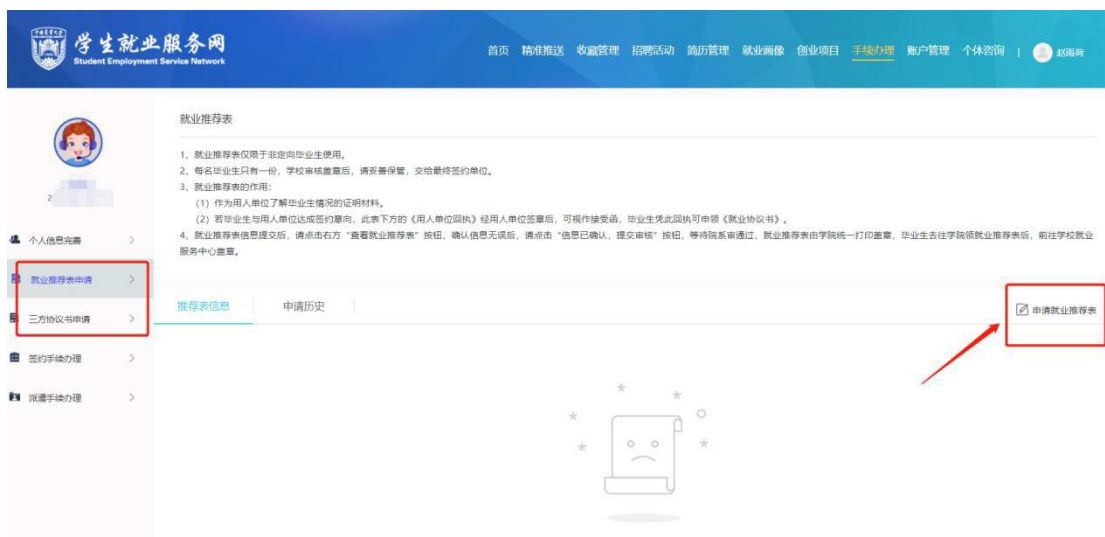 学生就业服务网
Student Employment Service Network
首页 精准推送 收藏管理 招聘活动 简历管理 就业画像 创业项目 手续办理 账户管理 个体咨询 |
就业推荐表
1、就业推荐表仅限于非定向毕业生使用。
2、每名毕业生只有一份，学校审核盖章后，请妥善保管，交给最终签约单位。
3、就业推荐表的作用：
（1）作为用人单位了解毕业生情况的证明材料。
（2）若毕业生与用人单位达成签约意向，此表下方的《用人单位回执》经用人单位签章后，可视作接受函，毕业生凭此回执可申领《就业协议书》。
4、就业推荐表信息提交后，请点击右方“查看就业推荐表”按钮，确认信息无误后，请点击“信息已确认，提交审核”按钮，等待院系审通过，就业推荐表由学院统一打印盖章，毕业生去往学院领就业推荐表后，前往学校就业
服务中心盖章。
2
个人信息完善
就业推荐表申请
三方协议书申请
签约手续办理
派遣手续办理
推荐表信息 申请历史
申请就业推荐表